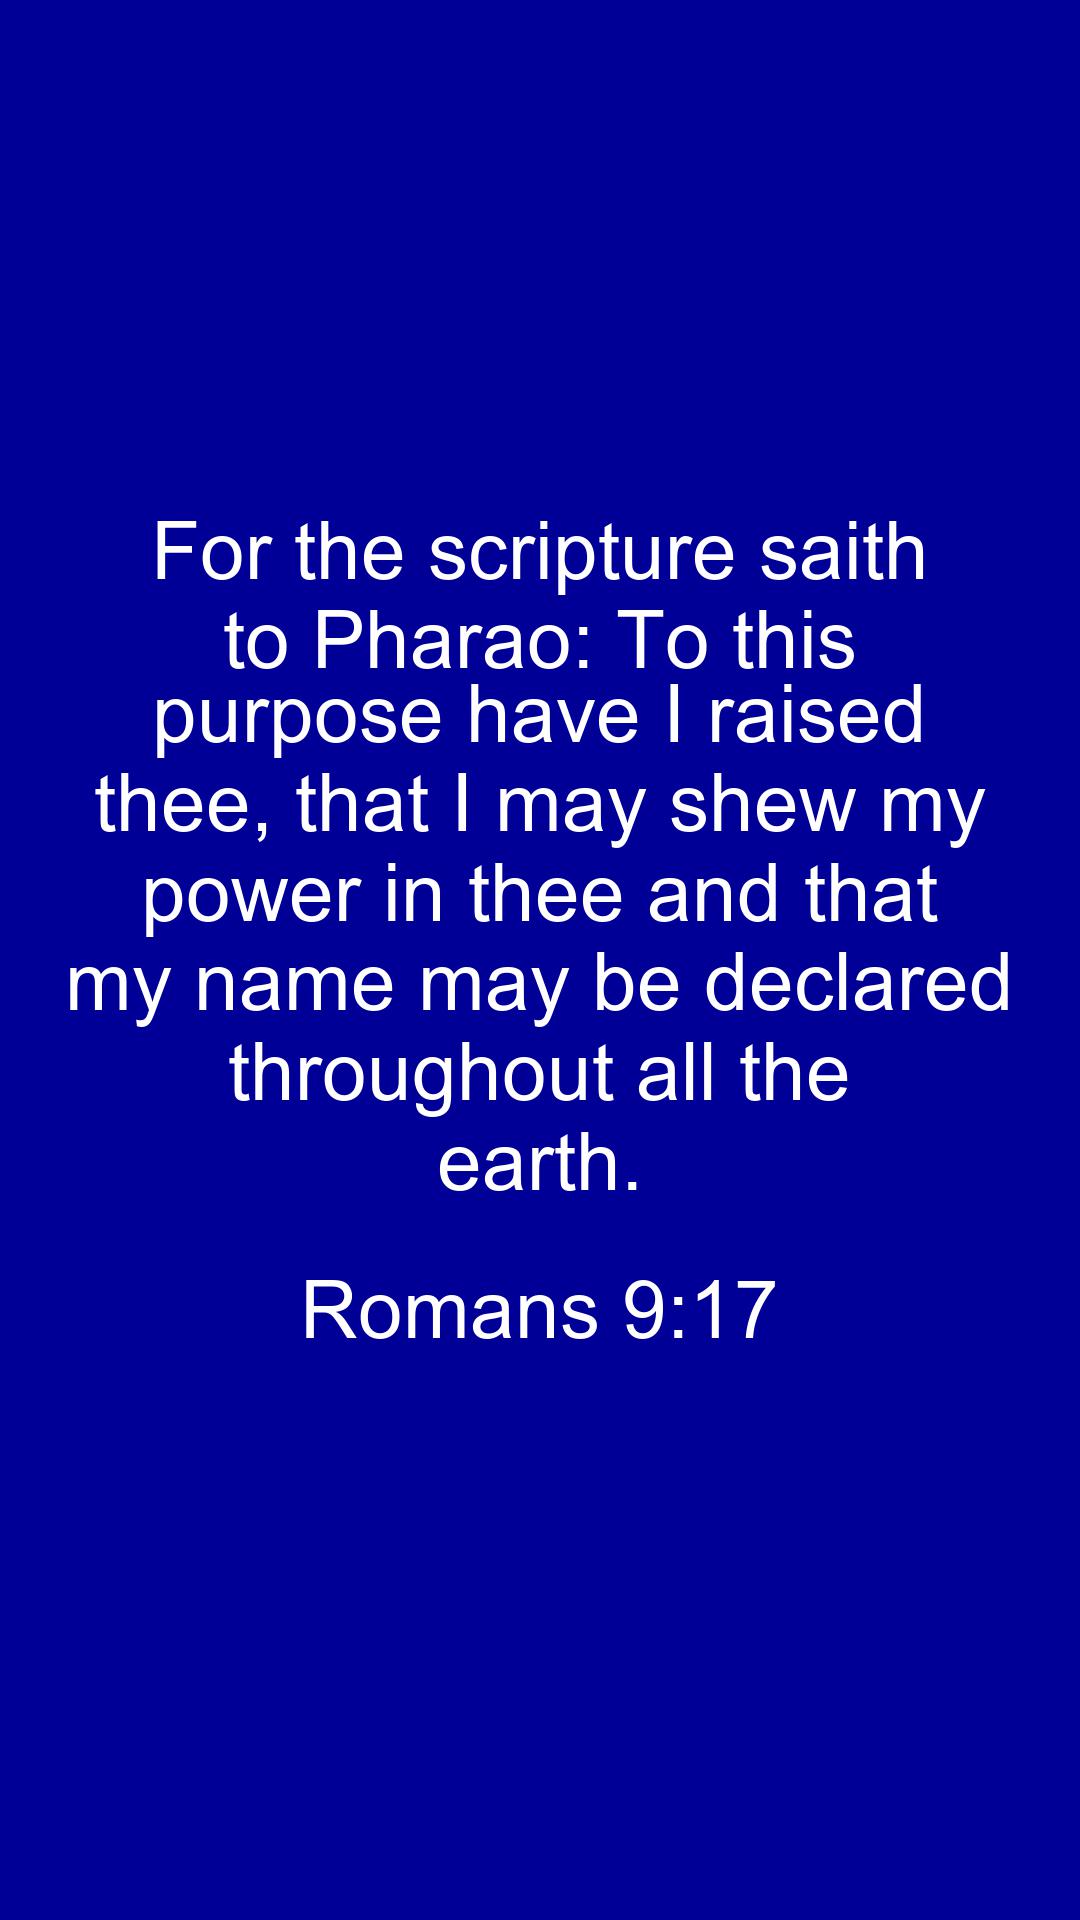 For the scripture saith
to Pharao: To this
purpose have I raised
thee, that I may shew my
power in thee and that
my name may be declared
throughout all the
earth.
Romans 9:17